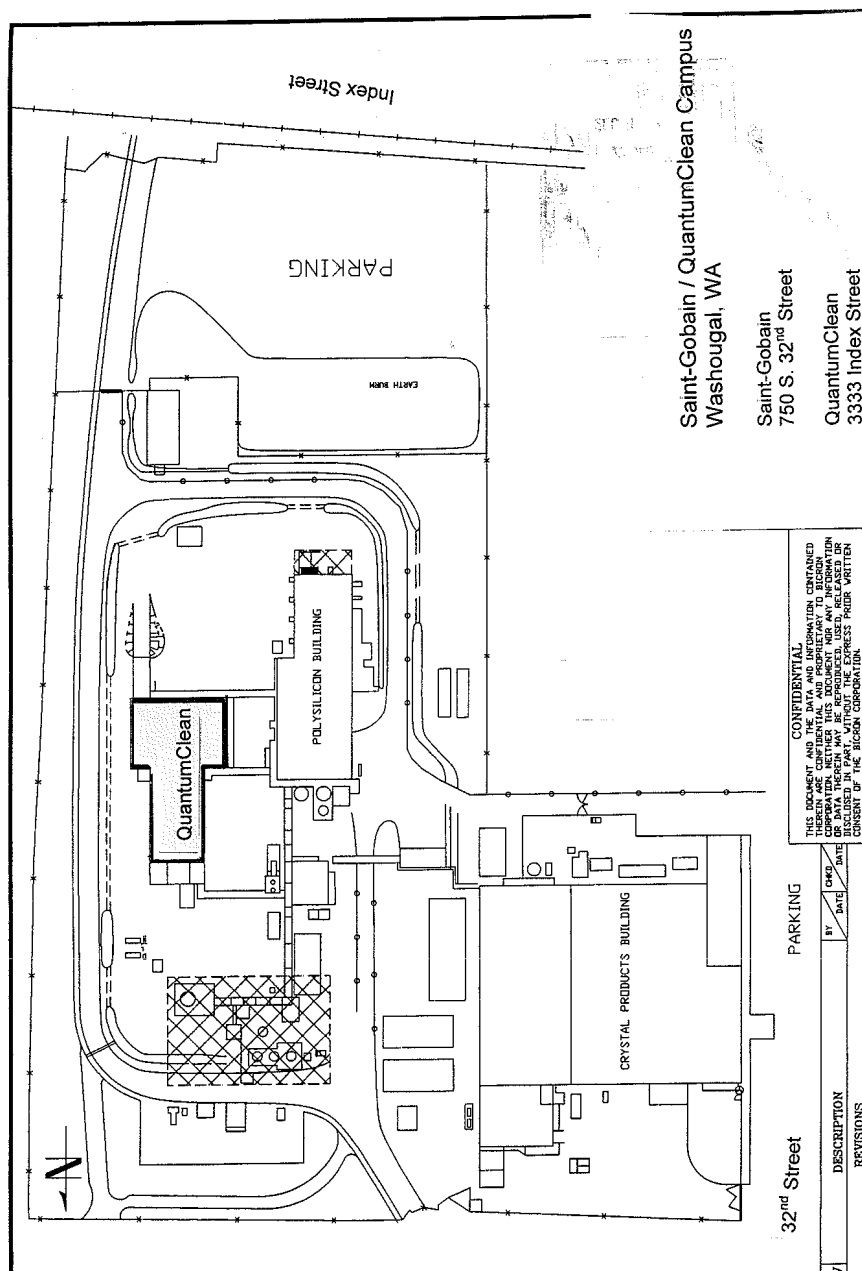 Index Street
PARKING
EARTH BURM
N
QuantumClean
POLYSILICON BUILDING
CRYSTAL PRODUCTS BUILDING
PARKING
32nd Street
Saint-Gobain / QuantumClean Campus
Washougal, WA
Saint-Gobain
750 S. 32nd Street
QuantumClean
3333 Index Street
CONFIDENTIAL
THIS DOCUMENT AND THE DATA AND INFORMATION CONTAINED
THEREIN ARE CONFIDENTIAL AND PROPRIETARY TO BICRON
CORPORATION. NEITHER THIS DOCUMENT NOR ANY INFORMATION
OR DATA THEREIN MAY BE REPRODUCED, USED, RELEASED OR
DISCLOSED IN PART, WITHOUT THE EXPRESS PRIOR WRITTEN
CONSENT OF THE BICRON CORPORATION.
BY DATE CHKD DATE
DESCRIPTION
REVISIONS